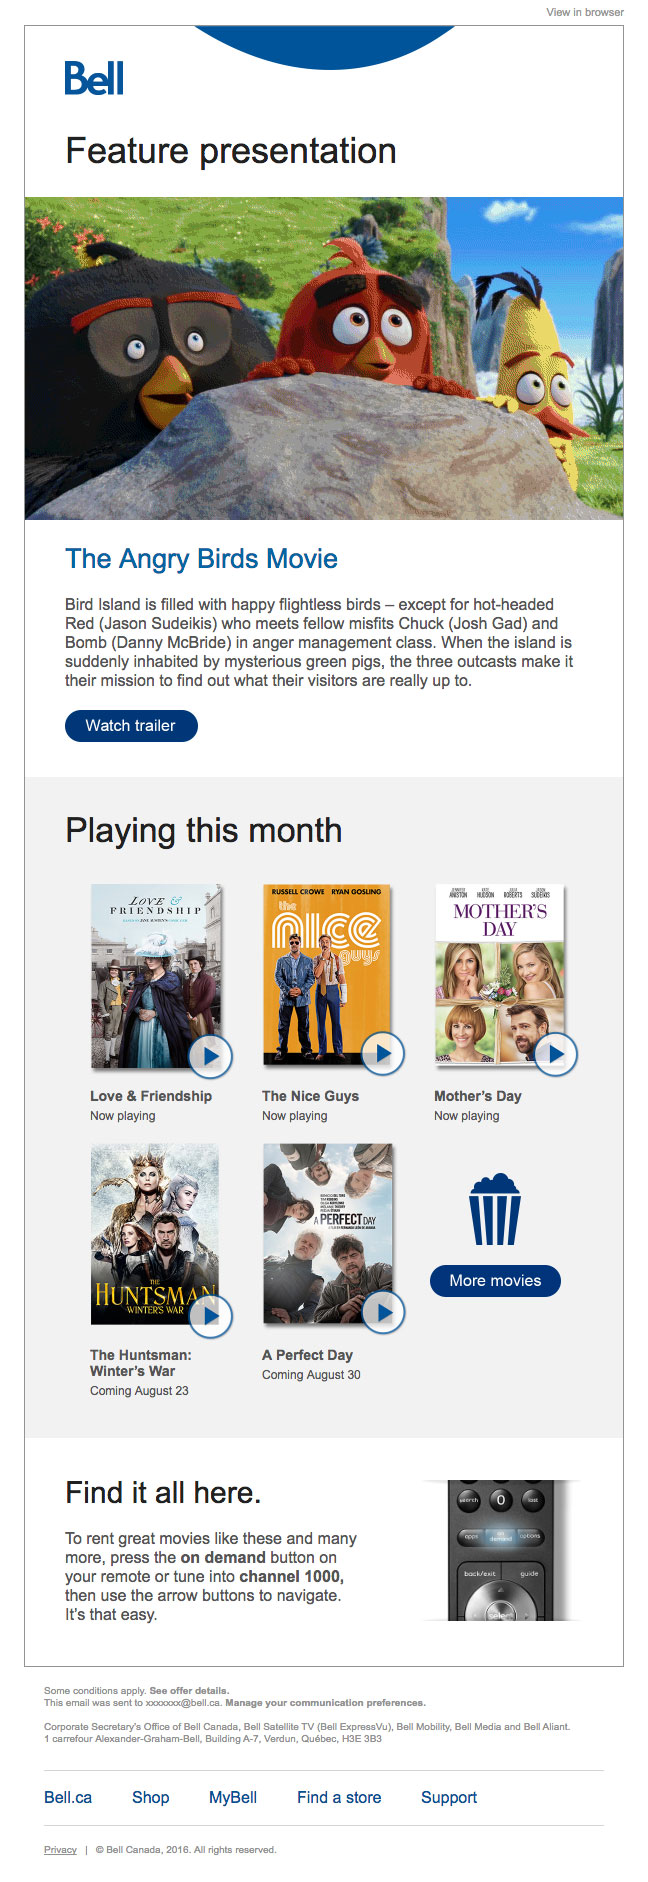 View in browser
Bell
Feature presentation
The Angry Birds Movie
Bird Island is filled with happy flightless birds – except for hot-headed
Red (Jason Sudeikis) who meets fellow misfits Chuck (Josh Gad) and
Bomb (Danny McBride) in anger management class. When the island is
suddenly inhabited by mysterious green pigs, the three outcasts make it
their mission to find out what their visitors are really up to.
Watch trailer
Playing this month
LOVE &
FRIENDSHIP
RUSSELL CROWE RYAN GOSLING
the
nice
guys
JENNIFER ANISTON KATE HUDSON JULIA ROBERTS JASON SUDEIKIS
MOTHER'S
DAY
Love & Friendship
Now playing
The Nice Guys
Now playing
Mother's Day
Now playing
THE
HUNTSMAN
WINTER'S WAR
A PERFECT DAY
More movies
The Huntsman:
Winter's War
Coming August 23
A Perfect Day
Coming August 30
Find it all here.
To rent great movies like these and many
more, press the on demand button on
your remote or tune into channel 1000,
then use the arrow buttons to navigate.
It's that easy.
search 0 last
apps on demand options
back/exit guide
select
Some conditions apply. See offer details.
This email was sent to xxxxxxx@bell.ca. Manage your communication preferences.
Corporate Secretary's Office of Bell Canada, Bell Satellite TV (Bell ExpressVu), Bell Mobility, Bell Media and Bell Aliant.
1 carrefour Alexander-Graham-Bell, Building A-7, Verdun, Québec, H3E 3B3
Bell.ca Shop MyBell Find a store Support
Privacy | © Bell Canada, 2016. All rights reserved.